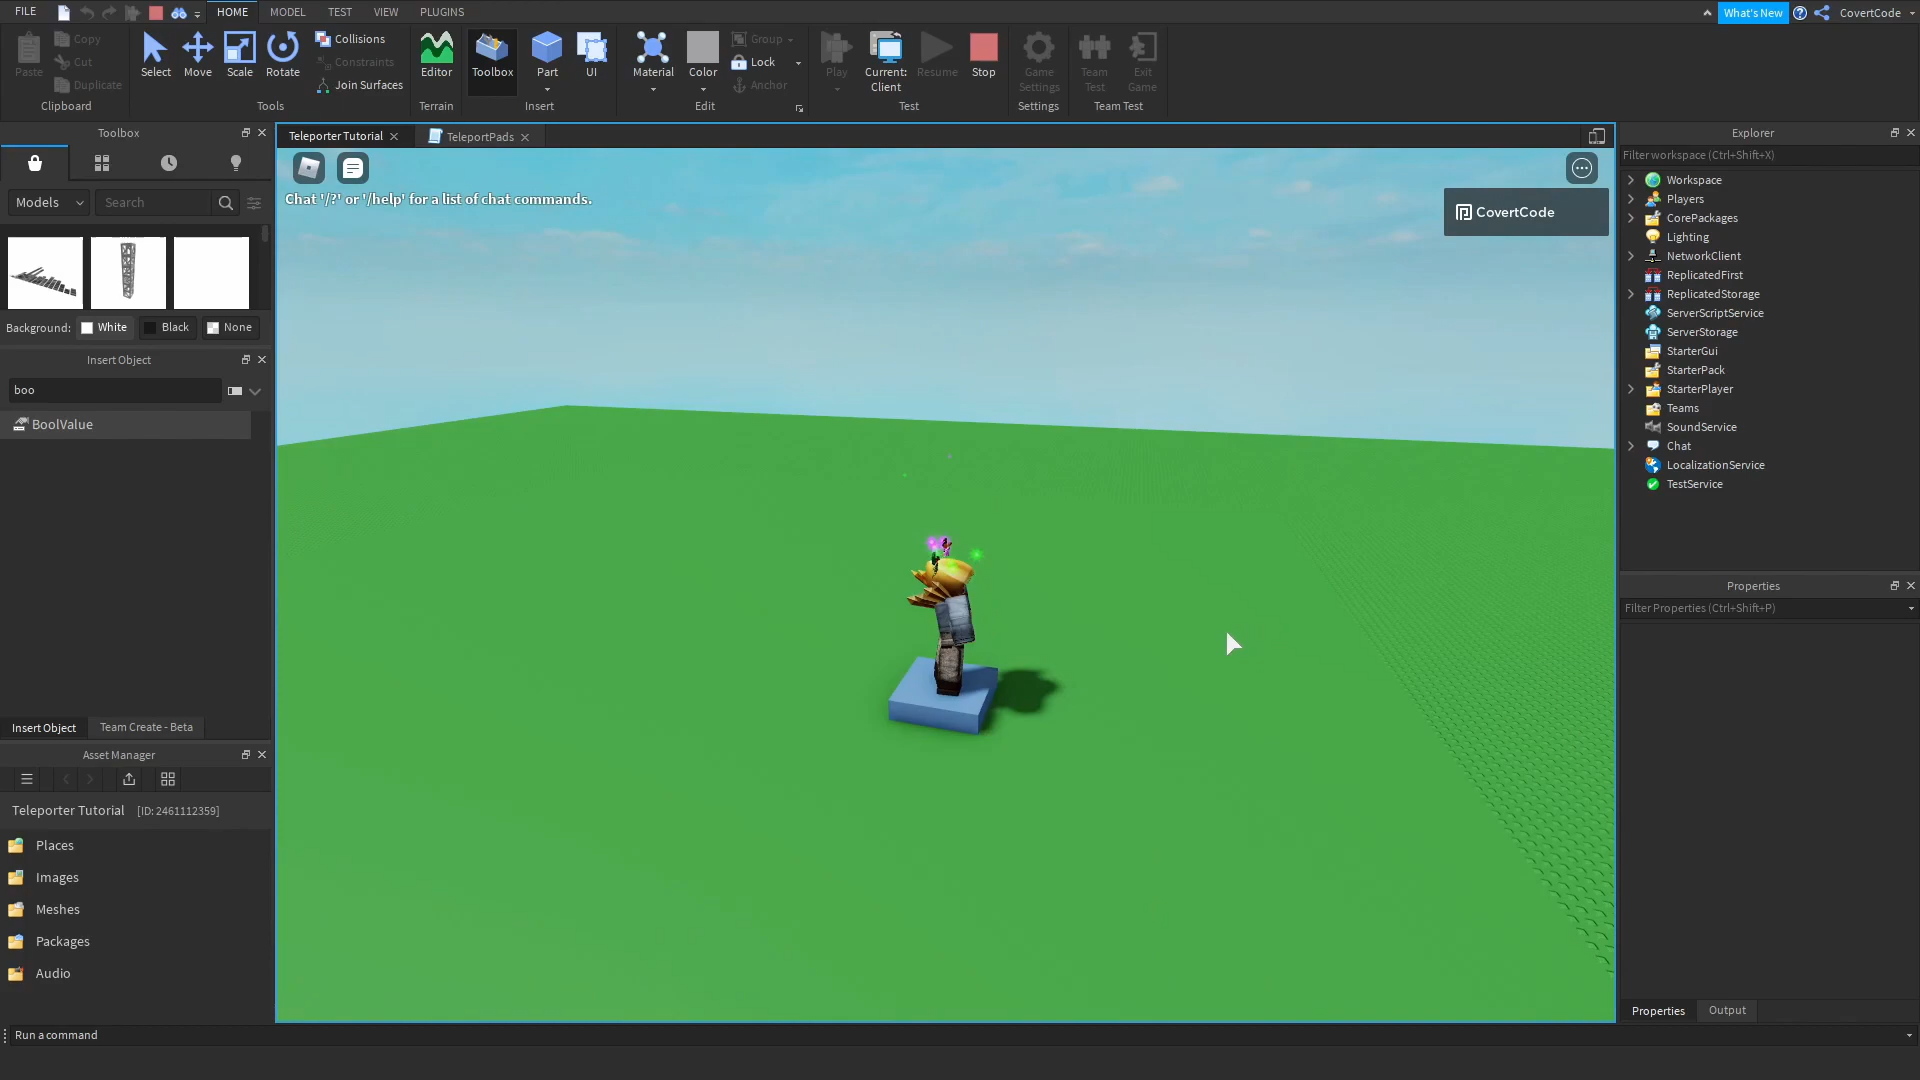 FILE
HOME
MODEL
TEST
VIEW
PLUGINS
What's New
CovertCode
Paste
Copy
Cut
Duplicate
Clipboard
Select
Move
Scale
Rotate
Collisions
Constraints
Join Surfaces
Tools
Editor
Terrain
Toolbox
Part
UI
Insert
Material
Color
Group
Lock
Anchor
Edit
Play
Current:
Client
Resume
Stop
Test
Game
Settings
Settings
Team
Test
Exit
Game
Team Test
Toolbox
Models
Search
Background:
White
Black
None
Insert Object
boo
BoolValue
Insert Object
Team Create - Beta
Asset Manager
Teleporter Tutorial [ID: 2461112359]
Places
Images
Meshes
Packages
Audio
Run a command
Teleporter Tutorial
TeleportPads
Chat '/?' or '/help' for a list of chat commands.
CovertCode
Explorer
Filter workspace (Ctrl+Shift+X)
Workspace
Players
CorePackages
Lighting
NetworkClient
ReplicatedFirst
ReplicatedStorage
ServerScriptService
ServerStorage
StarterGui
StarterPack
StarterPlayer
Teams
SoundService
Chat
LocalizationService
TestService
Properties
Filter Properties (Ctrl+Shift+P)
Properties
Output